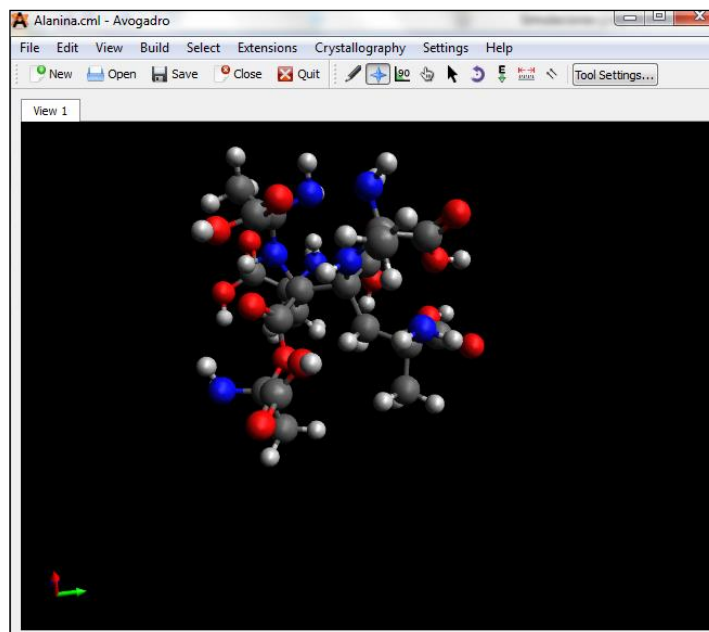 Alanina.cml - Avogadro
File Edit View Build Select Extensions Crystallography Settings Help
New Open Save Close Quit 90 E Tool Settings...
View 1